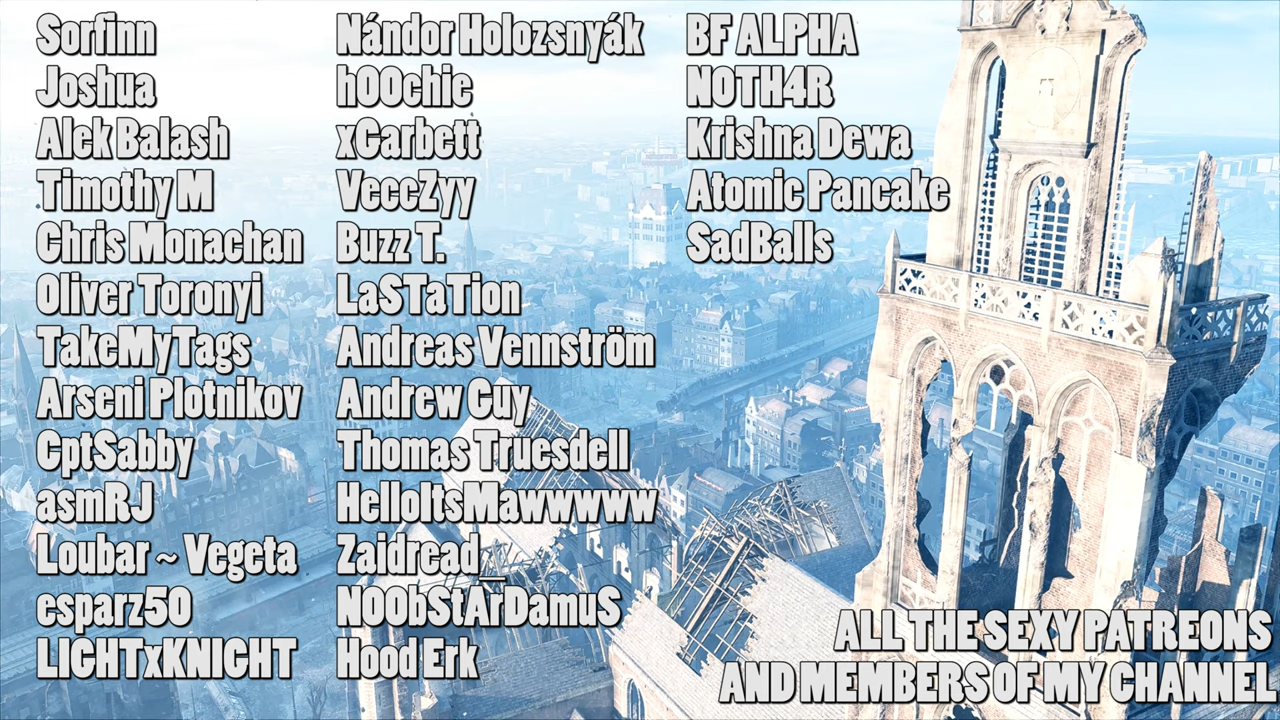 Sorfinn
Joshua
Alek Balash
Timothy M
Chris Monachan
Oliver Toronyi
TakeMyTags
Arseni Plotnikov
CptSabby
asmRJ
Loubar ~ Vegeta
esparz50
LIGHTxKNIGHT
Nándor Holozsnyák
h00chie
xGarbett
VeccZyy
Buzz T.
LaSTaTion
Andreas Vennström
Andrew Guy
Thomas Truesdell
HelloItsMawwwww
Zaidread_
N00bStArDamuS
Hood Erk
BF ALPHA
N0TH4R
Krishna Dewa
Atomic Pancake
SadBalls
ALL THE SEXY PATREONS
AND MEMBERS OF MY CHANNEL